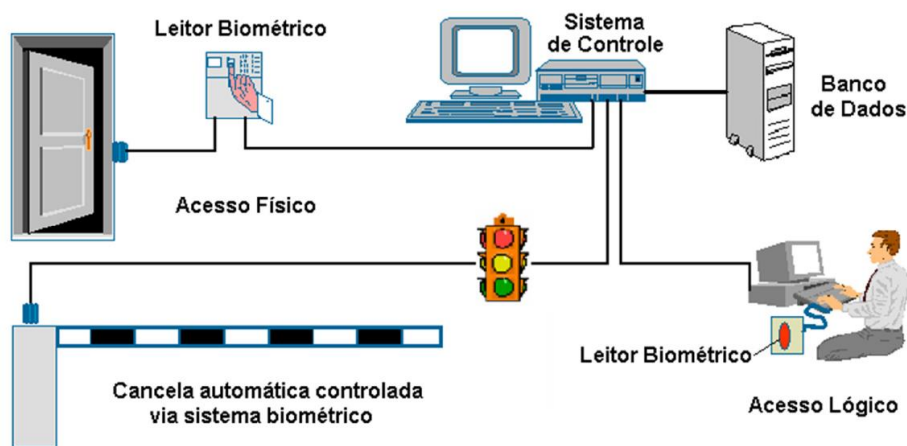 Leitor Biométrico
Sistema
de Controle
Banco
de Dados
Acesso Físico
Leitor Biométrico
Cancela automática controlada
via sistema biométrico
Acesso Lógico